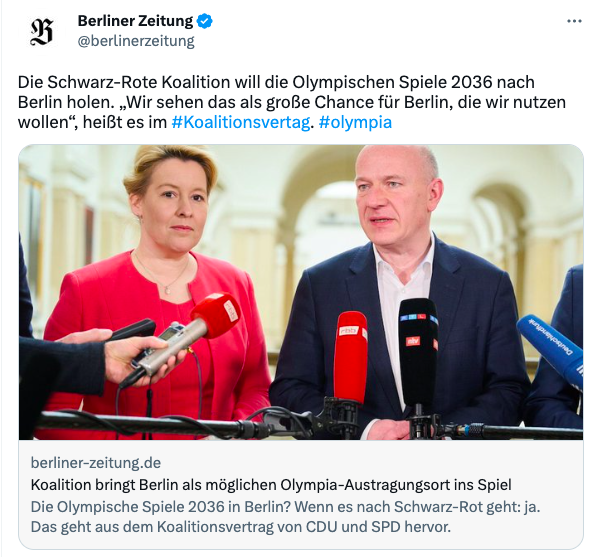 Berliner Zeitung
@berlinerzeitung
Die Schwarz-Rote Koalition will die Olympischen Spiele 2036 nach
Berlin holen. „Wir sehen das als große Chance für Berlin, die wir nutzen
wollen“, heißt es im #Koalitionsvertag. #olympia
rbb
ntv
Deutschlandfunk
berliner-zeitung.de
Koalition bringt Berlin als möglichen Olympia-Austragungsort ins Spiel
Die Olympische Spiele 2036 in Berlin? Wenn es nach Schwarz-Rot geht: ja.
Das geht aus dem Koalitionsvertrag von CDU und SPD hervor.